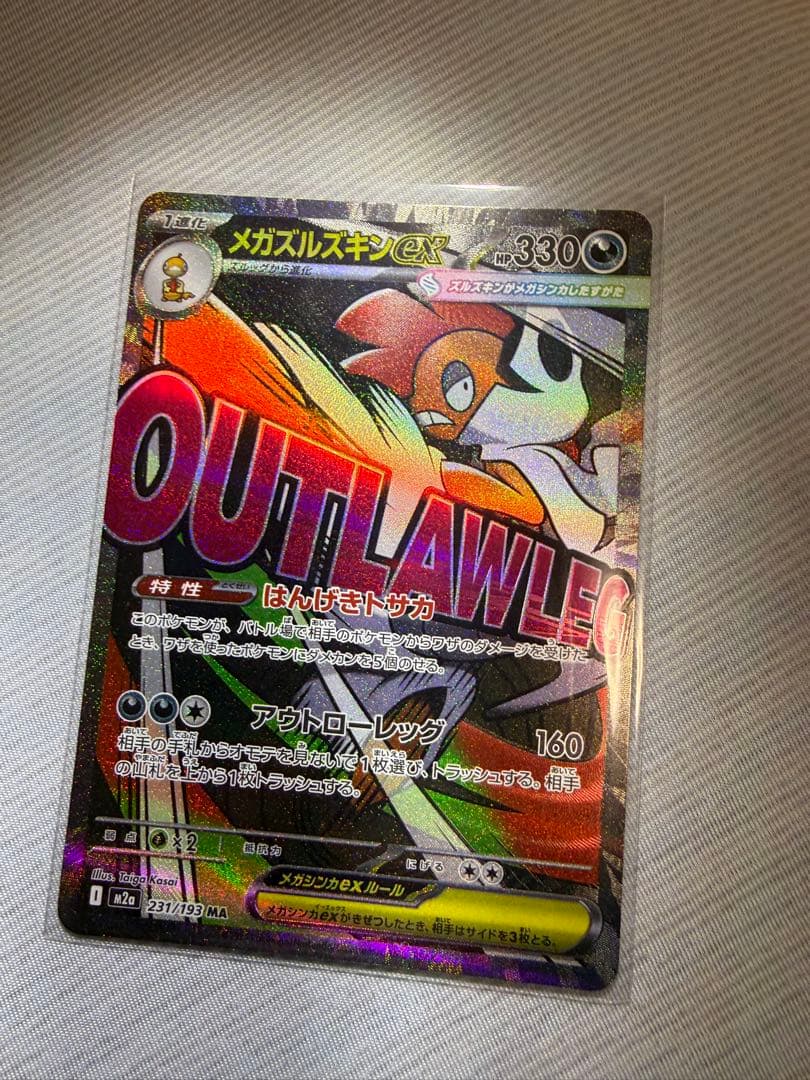 1進化
メガズルズキンex
HP330
ズルッグから進化
ズルズキンがメガシンカしたすがた
OUTLAWLEG
特性 とくせい
はんげきトサカ
このポケモンが、バトル場で相手のポケモンからワザのダメージを受けた
とき、ワザを使ったポケモンにダメカンを5個のせる。
アウトローレッグ 160
相手の手札からオモテを見ないで1枚選び、トラッシュする。相手
の山札を上から1枚トラッシュする。
弱点 ×2 抵抗力 にげる
Illus. Taiga Kasai
I m2a 231/193 MA
メガシンカexルール
メガシンカexがきぜつしたとき、相手はサイドを3枚とる。